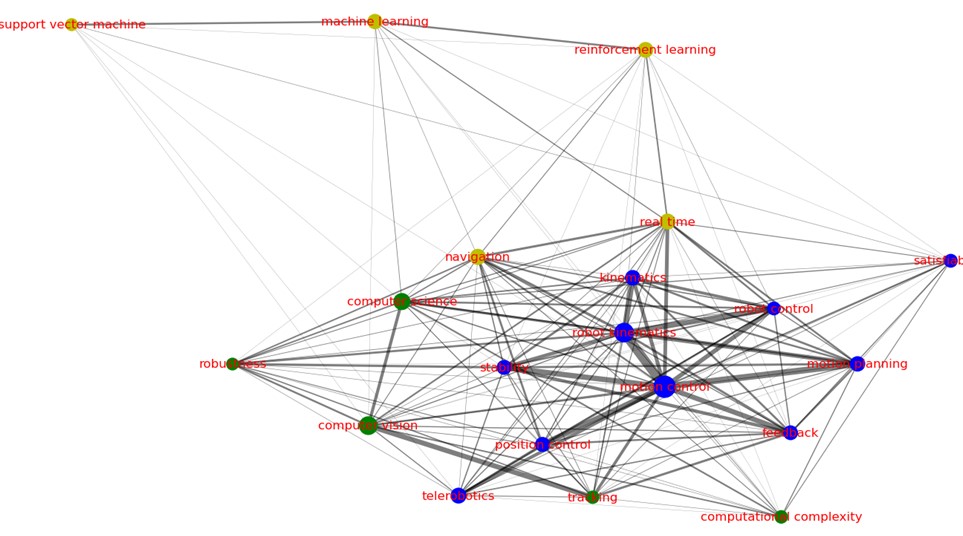 support vector machine
machine learning
reinforcement learning
real time
navigation
satisfiab
kinematics
computer science
robot control
robot kinematics
robustness
stability
motion planning
motion control
computer vision
feedback
position control
telerobotics
tracking
computational complexity